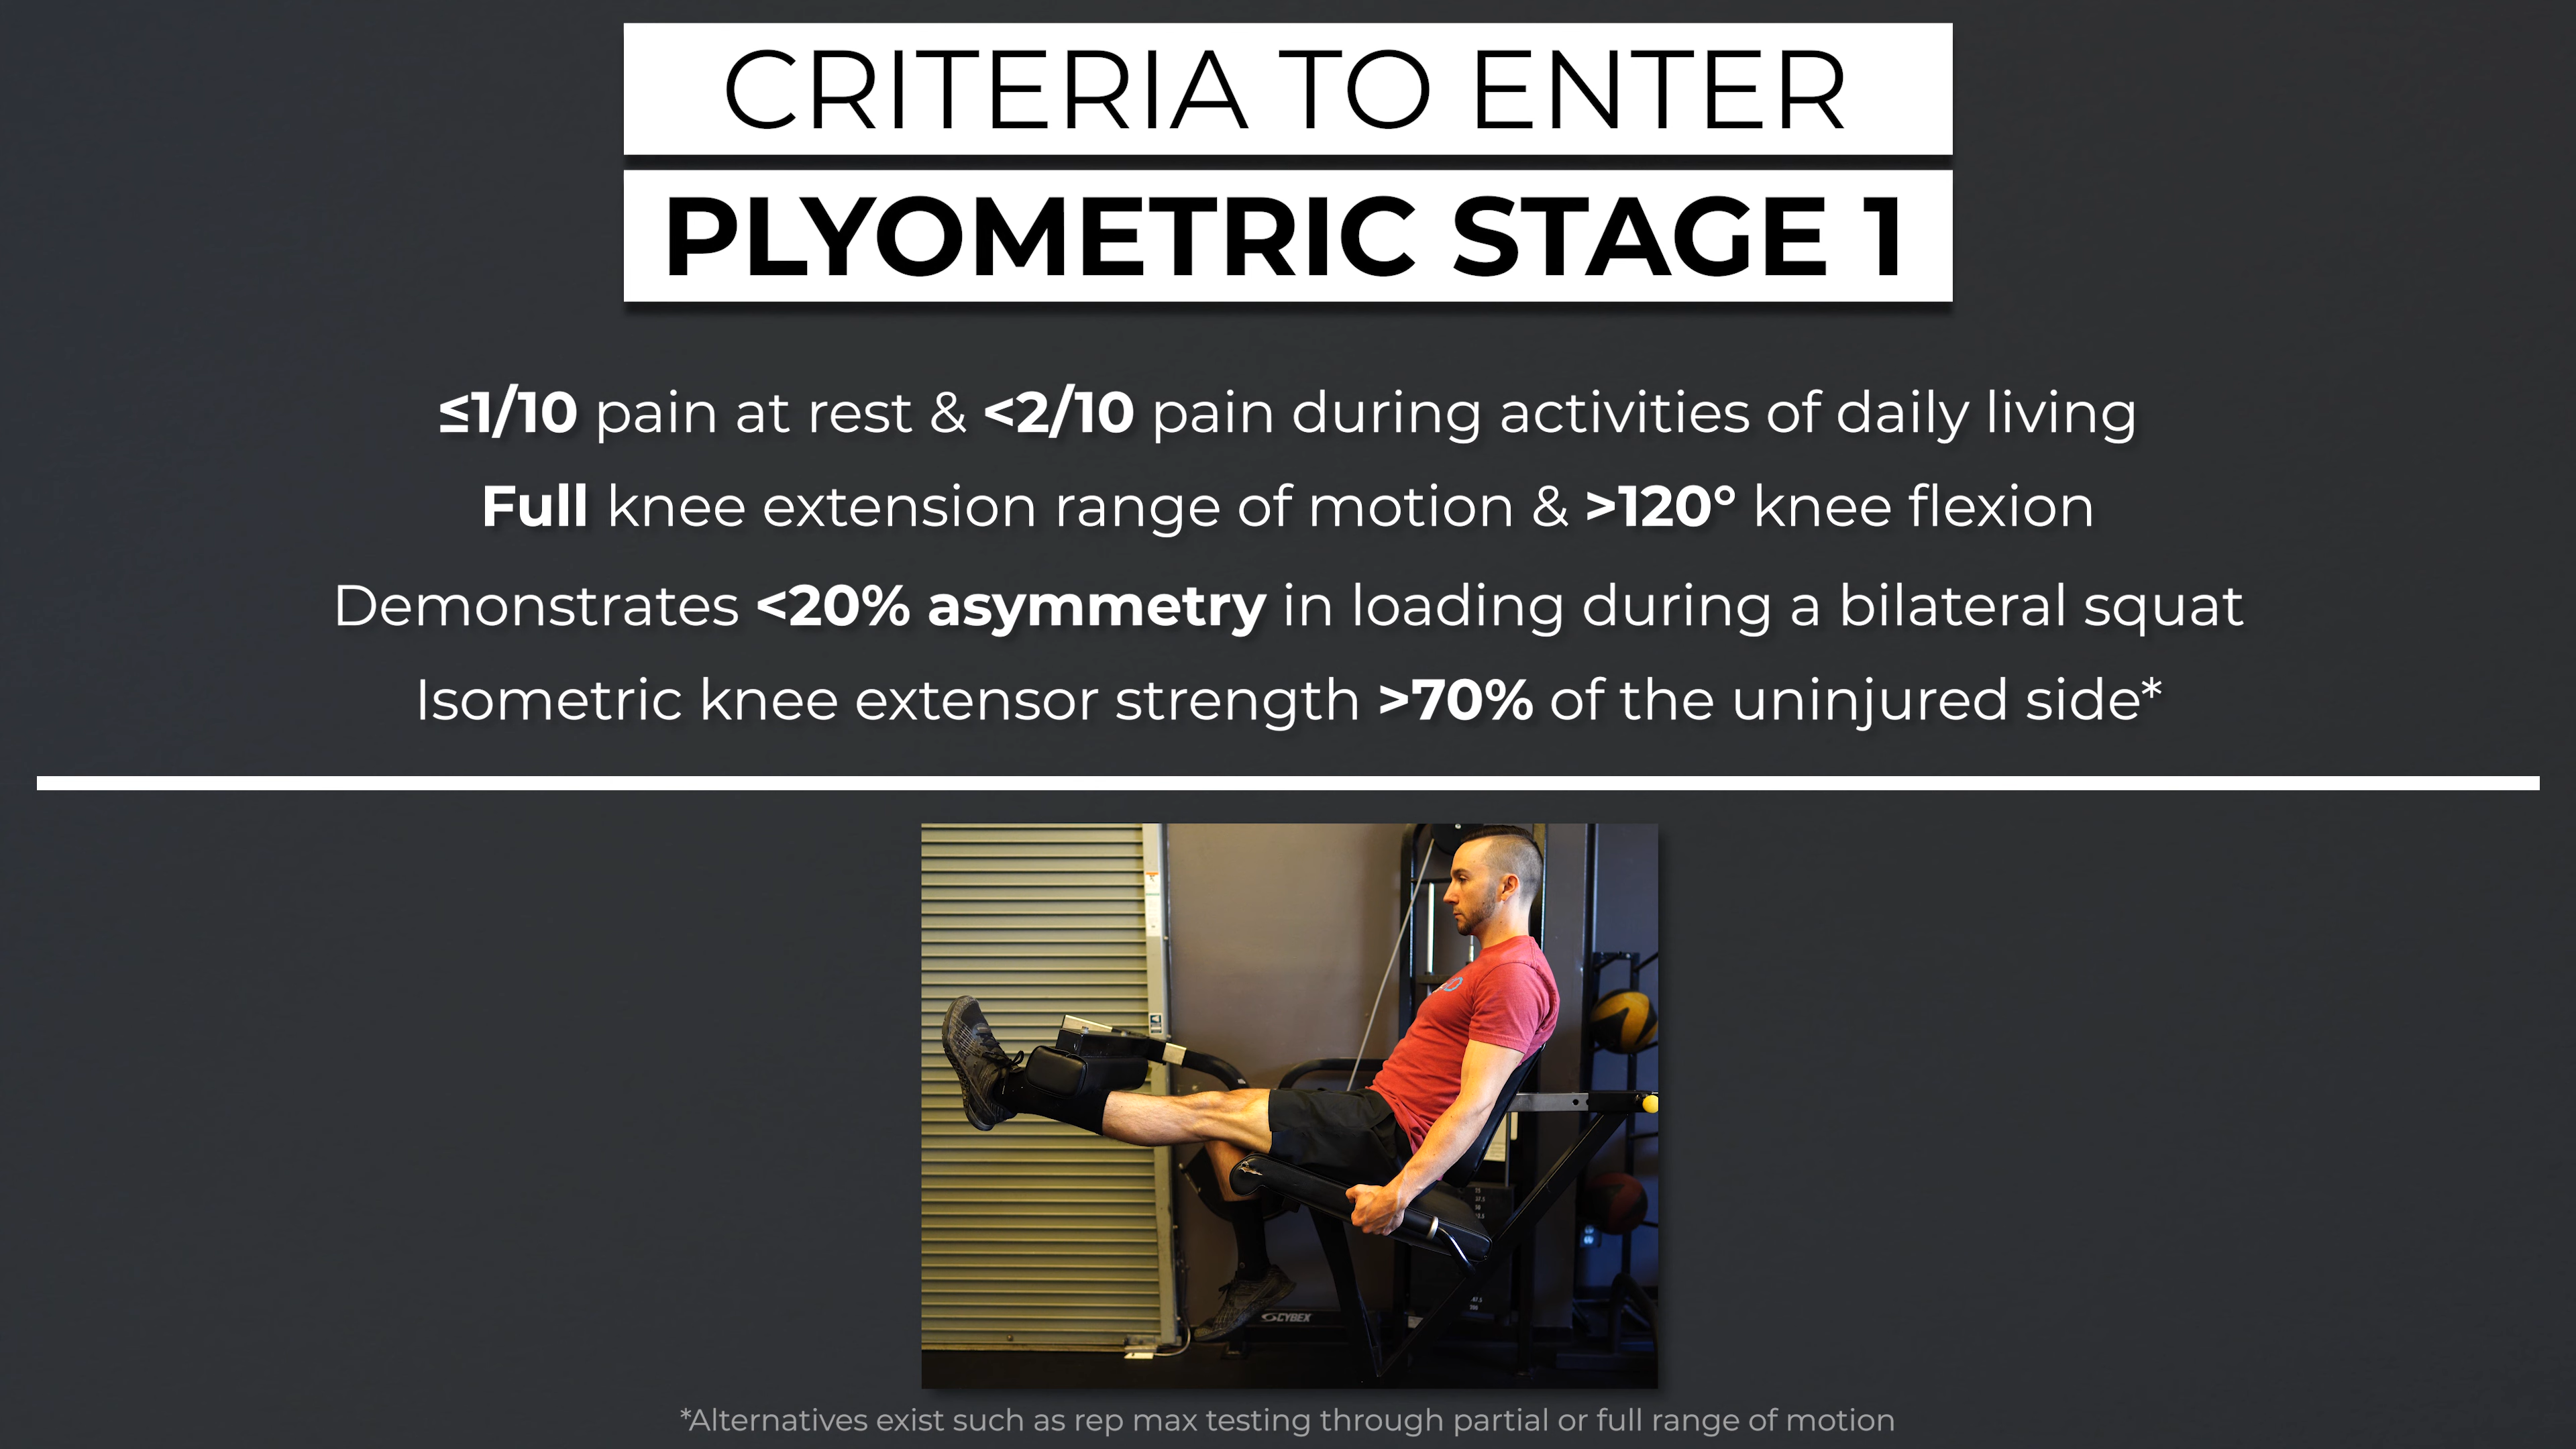 CRITERIA TO ENTER
PLYOMETRIC STAGE 1
≤1/10 pain at rest & <2/10 pain during activities of daily living
Full knee extension range of motion & >120° knee flexion
Demonstrates <20% asymmetry in loading during a bilateral squat
Isometric knee extensor strength >70% of the uninjured side*
CYBEX
*Alternatives exist such as rep max testing through partial or full range of motion